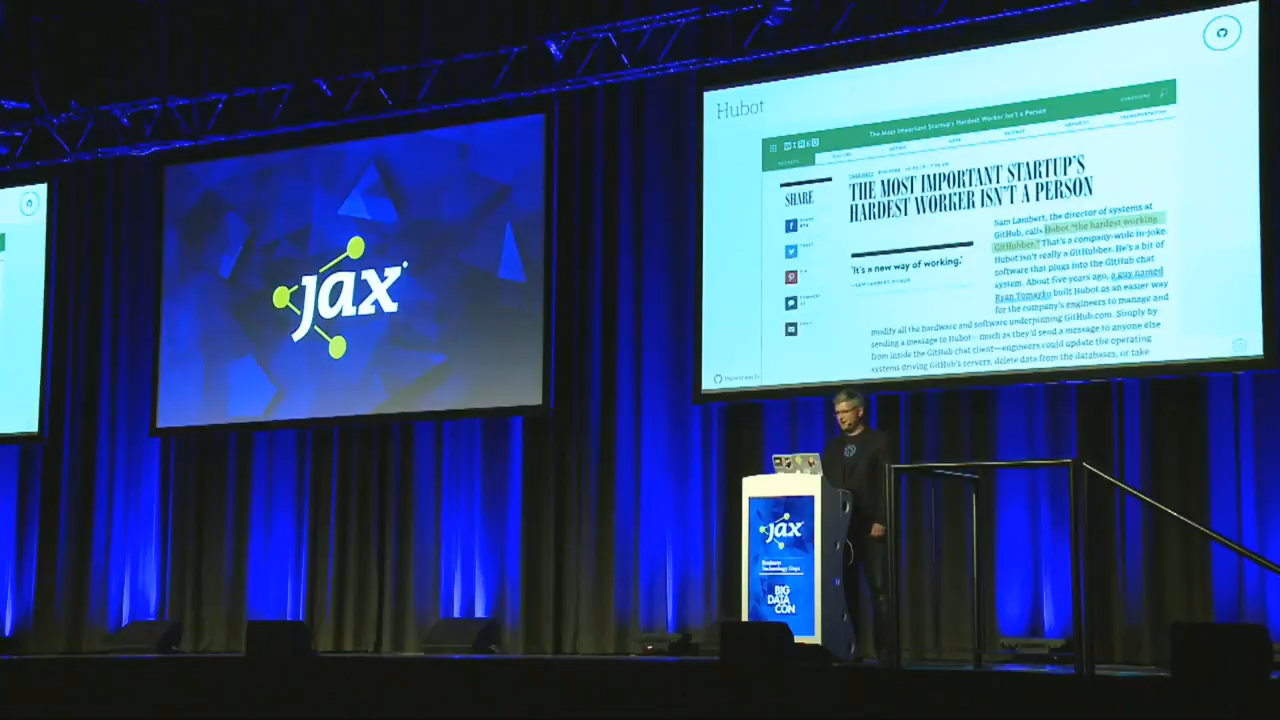 jax
Hubot
WIRED
The Most Important Startup's Hardest Worker Isn't a Person
THE MOST IMPORTANT STARTUP'S
HARDEST WORKER ISN'T A PERSON
SHARE
SHARE
TWEET
'It's a new way of working.'
Sam Lambert, the director of systems at
GitHub, calls Hubot "the hardest working
GitHubber." That's a company-wide in-joke.
Hubot isn't really a GitHubber. He's a bit of
software that plugs into the GitHub chat
system. About five years ago, a guy named
Ryan Tomayko built Hubot as an easier way
for the company's engineers to manage and
modify all the hardware and software underpinning GitHub.com. Simply by
sending a message to Hubot—much as they'd send a message to anyone else
from inside the GitHub chat client—engineers could update the operating
systems driving GitHub's servers, delete data from the databases, or take
jax
Business
Technology Days
BIG
DATA
CON